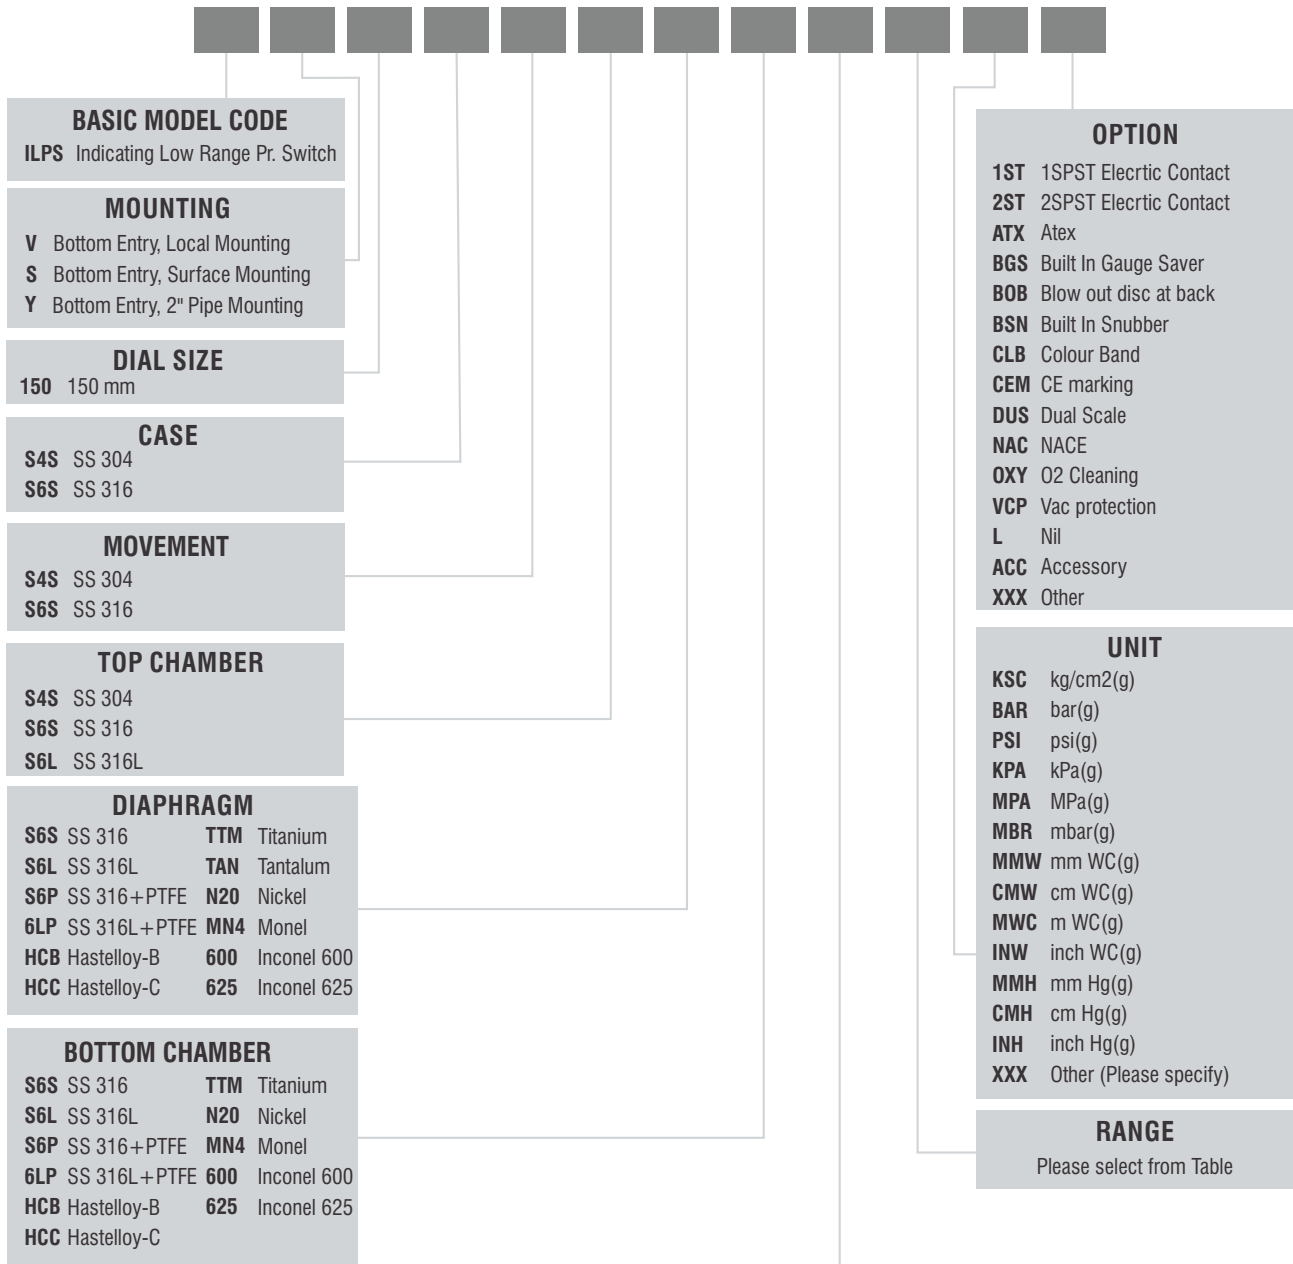 BASIC MODEL CODE
ILPS Indicating Low Range Pr. Switch
MOUNTING
V Bottom Entry, Local Mounting
S Bottom Entry, Surface Mounting
Y Bottom Entry, 2" Pipe Mounting
DIAL SIZE
150 150 mm
CASE
S4S SS 304
S6S SS 316
MOVEMENT
S4S SS 304
S6S SS 316
TOP CHAMBER
S4S SS 304
S6S SS 316
S6L SS 316L
DIAPHRAGM
S6S SS 316 TTM Titanium
S6L SS 316L TAN Tantalum
S6P SS 316+PTFE N20 Nickel
6LP SS 316L+PTFE MN4 Monel
HCB Hastelloy-B 600 Inconel 600
HCC Hastelloy-C 625 Inconel 625
BOTTOM CHAMBER
S6S SS 316 TTM Titanium
S6L SS 316L N20 Nickel
S6P SS 316+PTFE MN4 Monel
6LP SS 316L+PTFE 600 Inconel 600
HCB Hastelloy-B 625 Inconel 625
HCC Hastelloy-C
OPTION
1ST 1SPST Elecrtic Contact
2ST 2SPST Elecrtic Contact
ATX Atex
BGS Built In Gauge Saver
BOB Blow out disc at back
BSN Built In Snubber
CLB Colour Band
CEM CE marking
DUS Dual Scale
NAC NACE
OXY O2 Cleaning
VCP Vac protection
L Nil
ACC Accessory
XXX Other
UNIT
KSC kg/cm2(g)
BAR bar(g)
PSI psi(g)
KPA kPa(g)
MPA MPa(g)
MBR mbar(g)
MMW mm WC(g)
CMW cm WC(g)
MWC m WC(g)
INW inch WC(g)
MMH mm Hg(g)
CMH cm Hg(g)
INH inch Hg(g)
XXX Other (Please specify)
RANGE
Please select from Table